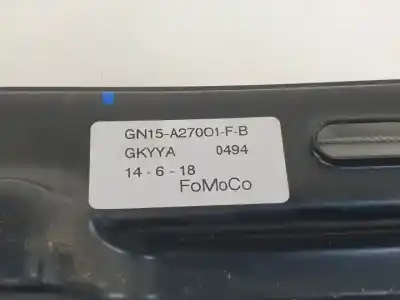 GN15-A27001-F-B
GKYYA 0494
14 - 6 - 18
FoMoCo